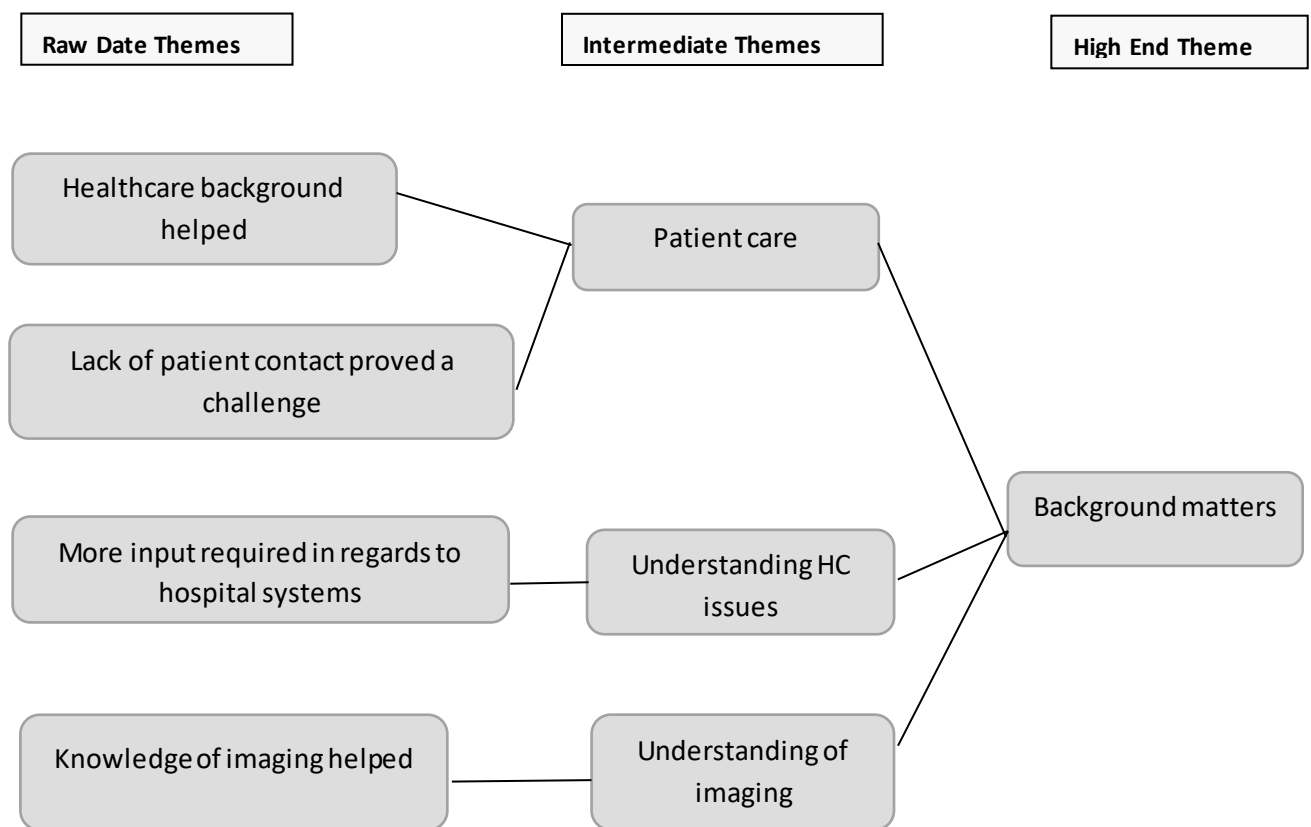 Raw Date Themes
Intermediate Themes
High End Theme
Healthcare background
helped
Patient care
Lack of patient contact proved a
challenge
Background matters
More input required in regards to
hospital systems
Understanding HC
issues
Knowledge of imaging helped
Understanding of
imaging